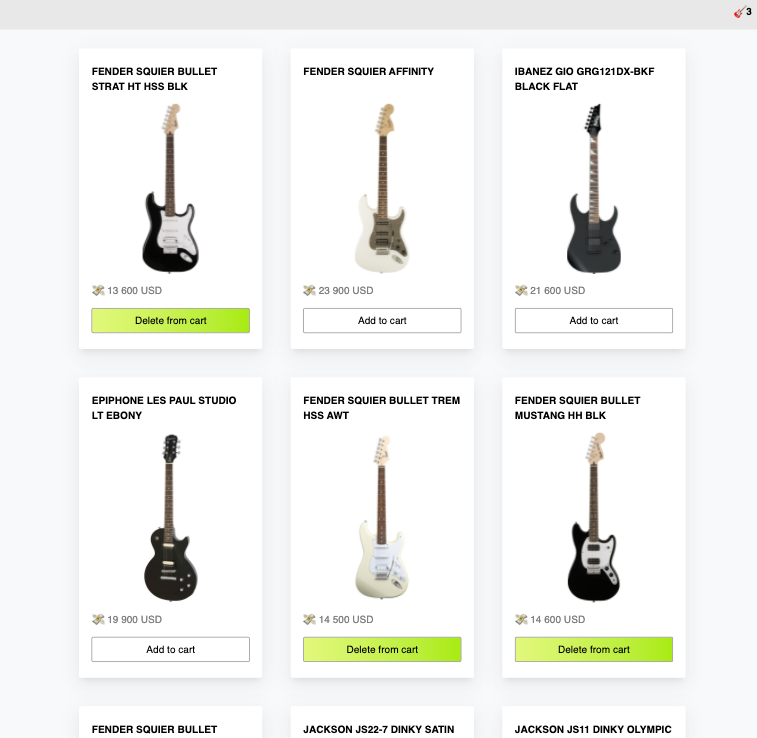 3
FENDER SQUIER BULLET
STRAT HT HSS BLK
13 600 USD
Delete from cart
FENDER SQUIER AFFINITY
23 900 USD
Add to cart
IBANEZ GIO GRG121DX-BKF
BLACK FLAT
21 600 USD
Add to cart
EPIPHONE LES PAUL STUDIO
LT EBONY
19 900 USD
Add to cart
FENDER SQUIER BULLET TREM
HSS AWT
14 500 USD
Delete from cart
FENDER SQUIER BULLET
MUSTANG HH BLK
14 600 USD
Delete from cart
FENDER SQUIER BULLET
JACKSON JS22-7 DINKY SATIN
JACKSON JS11 DINKY OLYMPIC